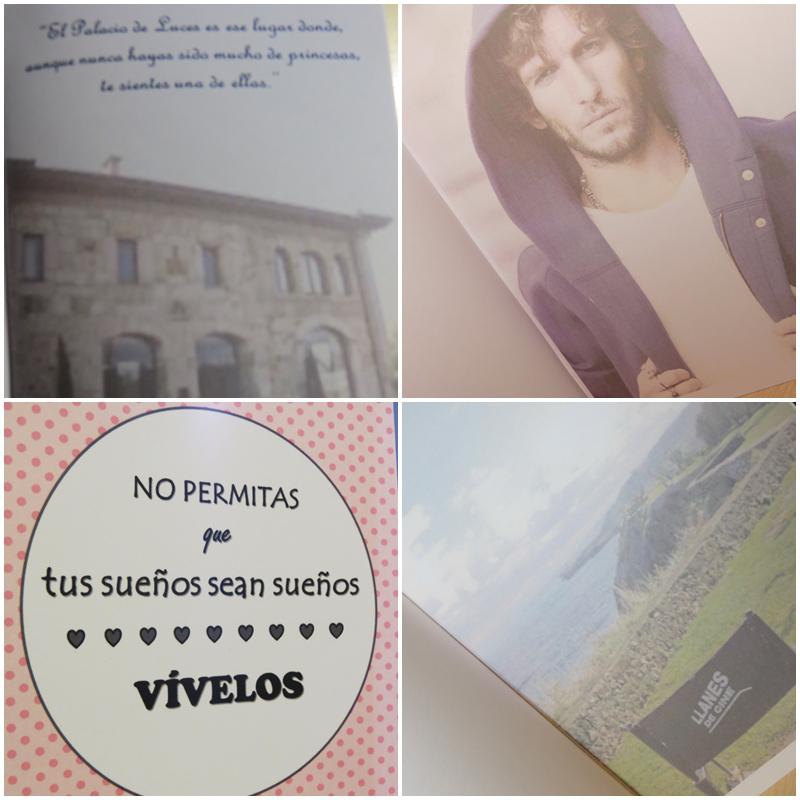 "El Palacio de Luces es ese lugar donde,
aunque nunca hayas sido mucho de princesas,
te sientes una de ellas."
NO PERMITAS
que
tus sueños sean sueños
VÍVELOS
LLANES
DE CINE